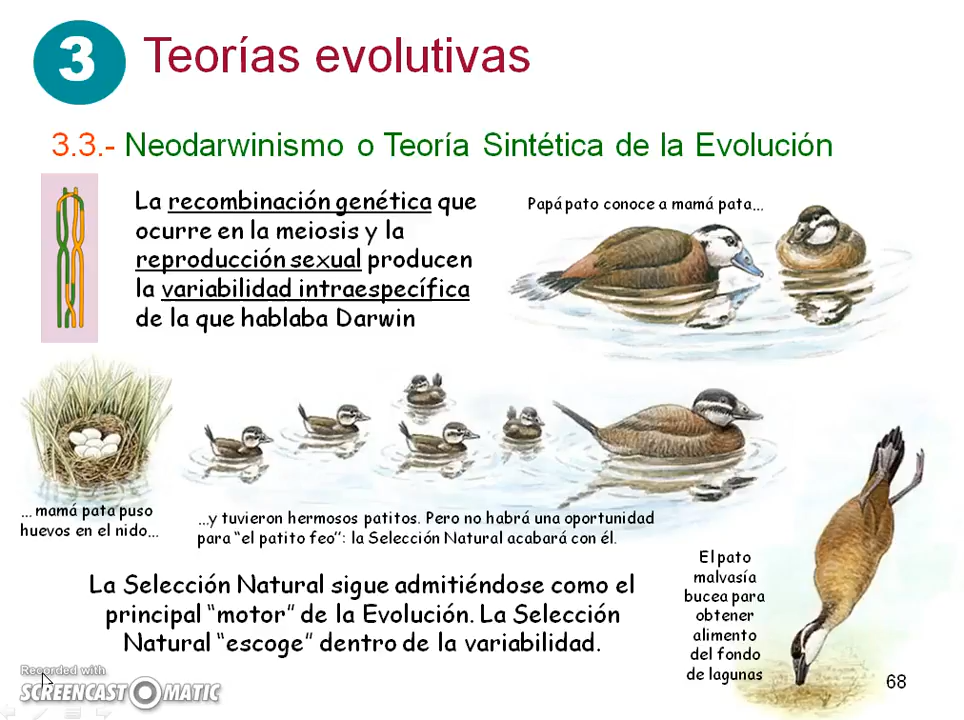 3 Teorías evolutivas
3.3.- Neodarwinismo o Teoría Sintética de la Evolución
La recombinación genética que
ocurre en la meiosis y la
reproducción sexual producen
la variabilidad intraespecífica
de la que hablaba Darwin
Papá pato conoce a mamá pata...
... mamá pata puso
huevos en el nido...
...y tuvieron hermosos patitos. Pero no habrá una oportunidad
para “el patito feo”: la Selección Natural acabará con él.
La Selección Natural sigue admitiéndose como el
principal “motor” de la Evolución. La Selección
Natural “escoge” dentro de la variabilidad.
El pato
malvasía
bucea para
obtener
alimento
del fondo
de lagunas
68
Recorded with
SCREENCAST-O-MATIC